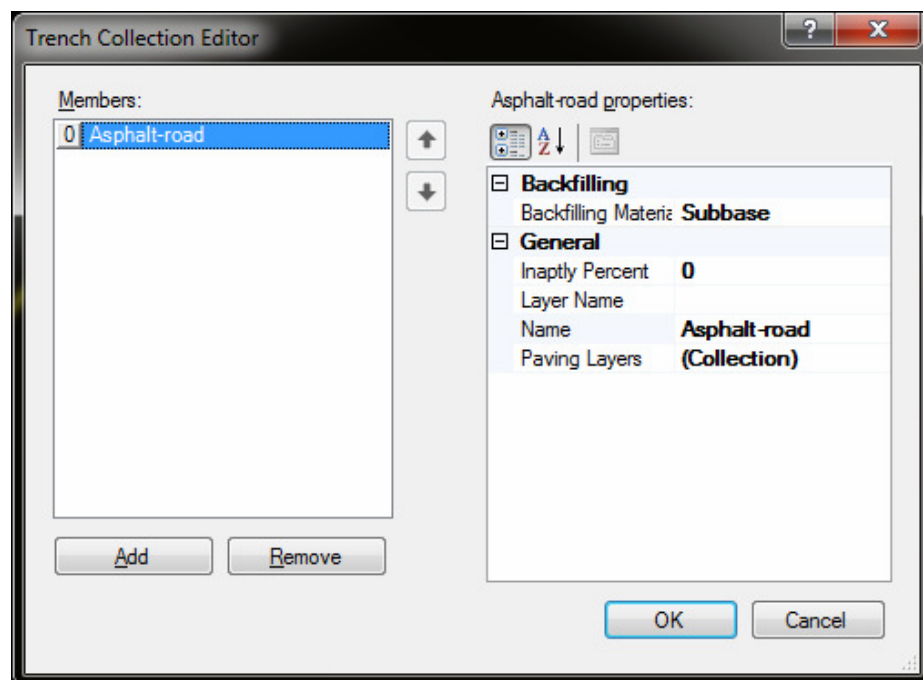 Trench Collection Editor
?
X
Members:
Asphalt-road properties:
0 Asphalt-road
A
Z
Backfilling
Backfilling Materia Subbase
General
Inaptly Percent 0
Layer Name
Name Asphalt-road
Paving Layers (Collection)
Add
Remove
OK
Cancel